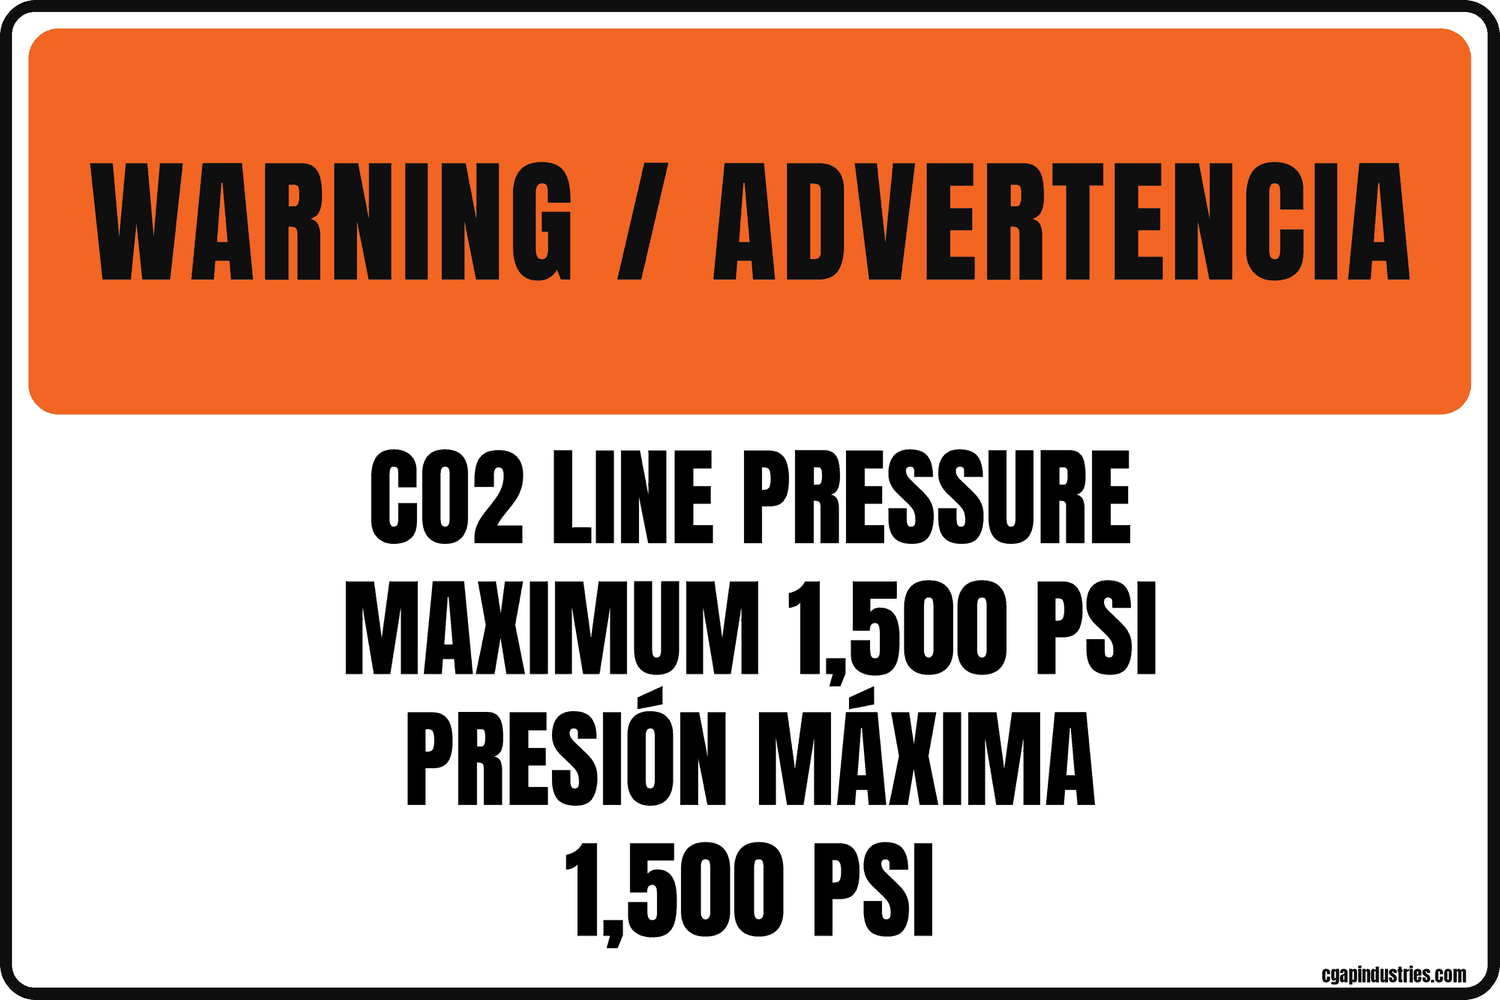 WARNING / ADVERTENCIA
CO2 LINE PRESSURE
MAXIMUM 1,500 PSI
PRESIÓN MÁXIMA
1,500 PSI
cgapindustries.com